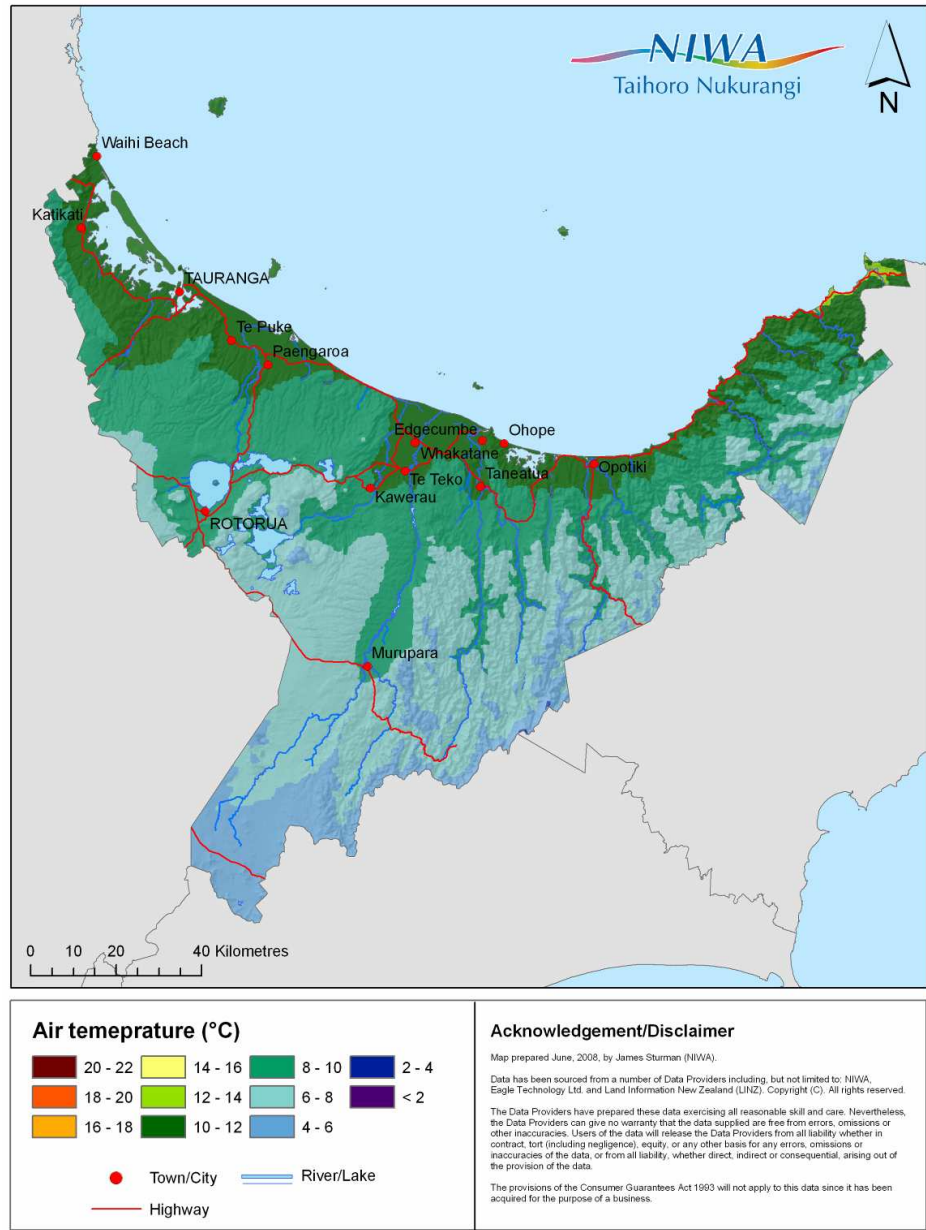 NIWA
Taihoro Nukurangi
N
Waihi Beach
Katikati
TAURANGA
Te Puke
Paengaroa
Edgecumbe
Ohope
Whakatane
Opotiki
Te Teko
Taneatua
Kawerau
ROTORUA
Murupara
0 10 20 40 Kilometres
Air temeprature (°C)
20 - 22 14 - 16 8 - 10 2 - 4
18 - 20 12 - 14 6 - 8 < 2
16 - 18 10 - 12 4 - 6
Town/City River/Lake
Highway
Acknowledgement/Disclaimer
Map prepared June, 2008, by James Sturman (NIWA).
Data has been sourced from a number of Data Providers including, but not limited to: NIWA,
Eagle Technology Ltd. and Land Information New Zealand (LINZ). Copyright (C). All rights reserved.
The Data Providers have prepared these data exercising all reasonable skill and care. Nevertheless,
the Data Providers can give no warranty that the data supplied are free from errors, omissions or
other inaccuracies. Users of the data will release the Data Providers from all liability whether in
contract, tort (including negligence), equity, or any other basis for any errors, omissions or
inaccuracies of the data, or from all liability, whether direct, indirect or consequential, arising out of
the provision of the data.
The provisions of the Consumer Guarantees Act 1993 will not apply to this data since it has been
acquired for the purpose of a business.